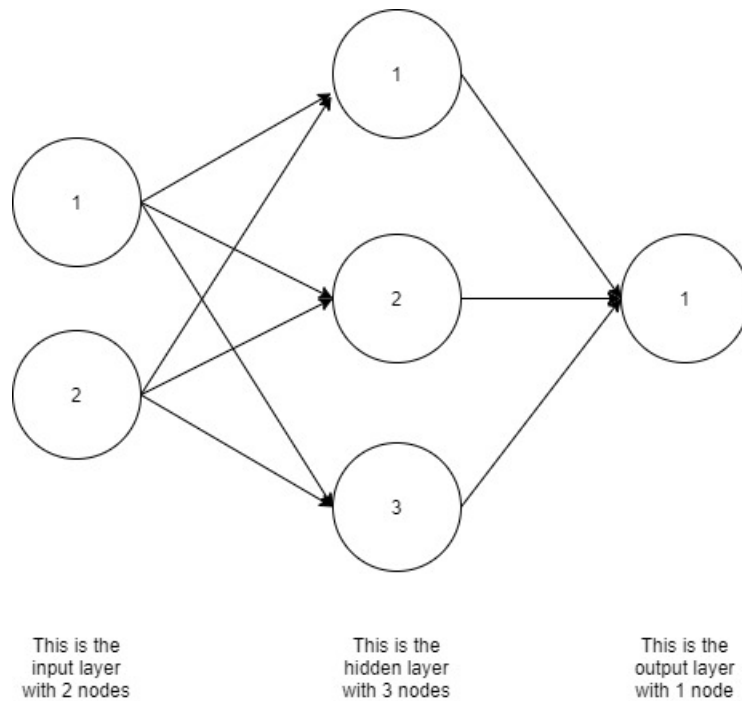 1
1
2
1
2
3
This is the
input layer
with 2 nodes
This is the
hidden layer
with 3 nodes
This is the
output layer
with 1 node